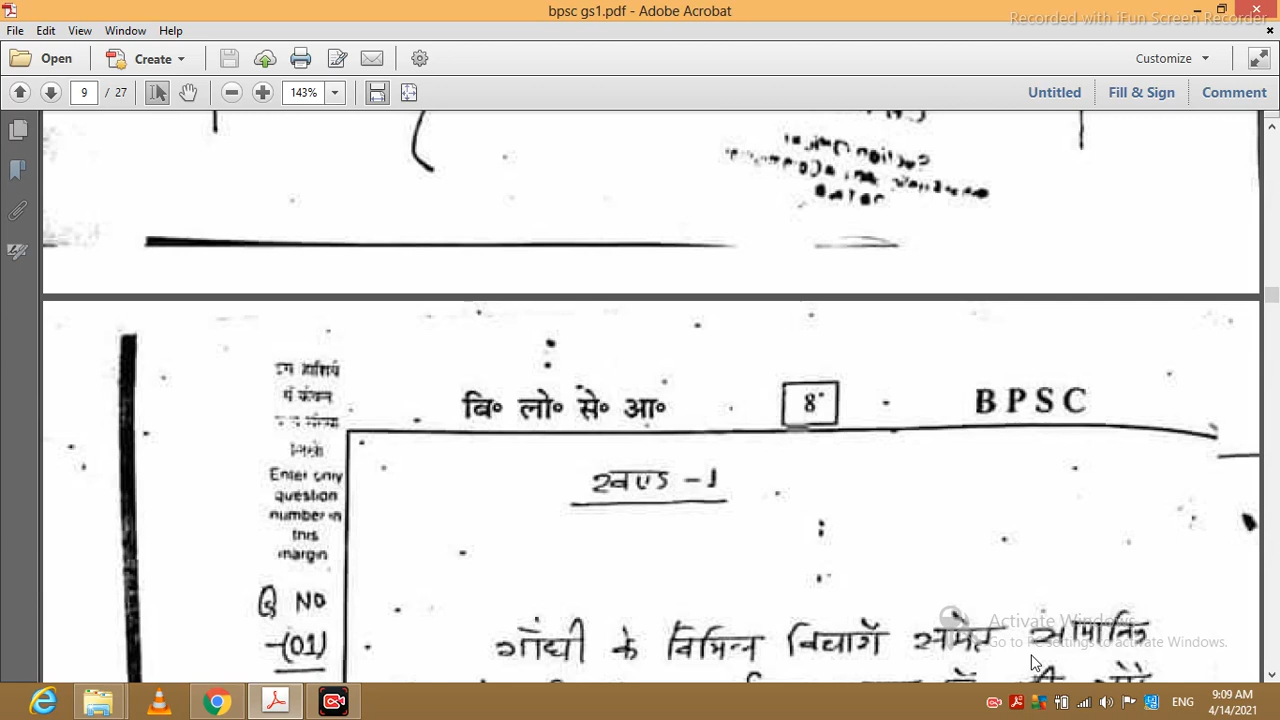 bpsc gs1.pdf - Adobe Acrobat
Recorded with iFun Screen Recorder
File Edit View Window Help
Open Create Customize
9 / 27 143% Untitled Fill & Sign Comment
वि० लो० से० आ० 8 BPSC
Enter only
question
number in
this
margin
खण्ड -1
Q No
-(01)
गाँधी के विभिन्न विचारों समेत सामाजिक
Activate Windows
Go to PC settings to activate Windows.
ENG
9:09 AM
4/14/2021